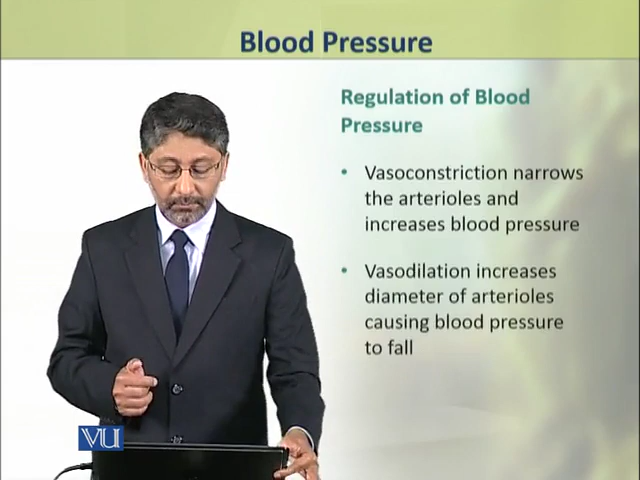 Blood Pressure
Regulation of Blood
Pressure
• Vasoconstriction narrows
the arterioles and
increases blood pressure
• Vasodilation increases
diameter of arterioles
causing blood pressure
to fall
VU